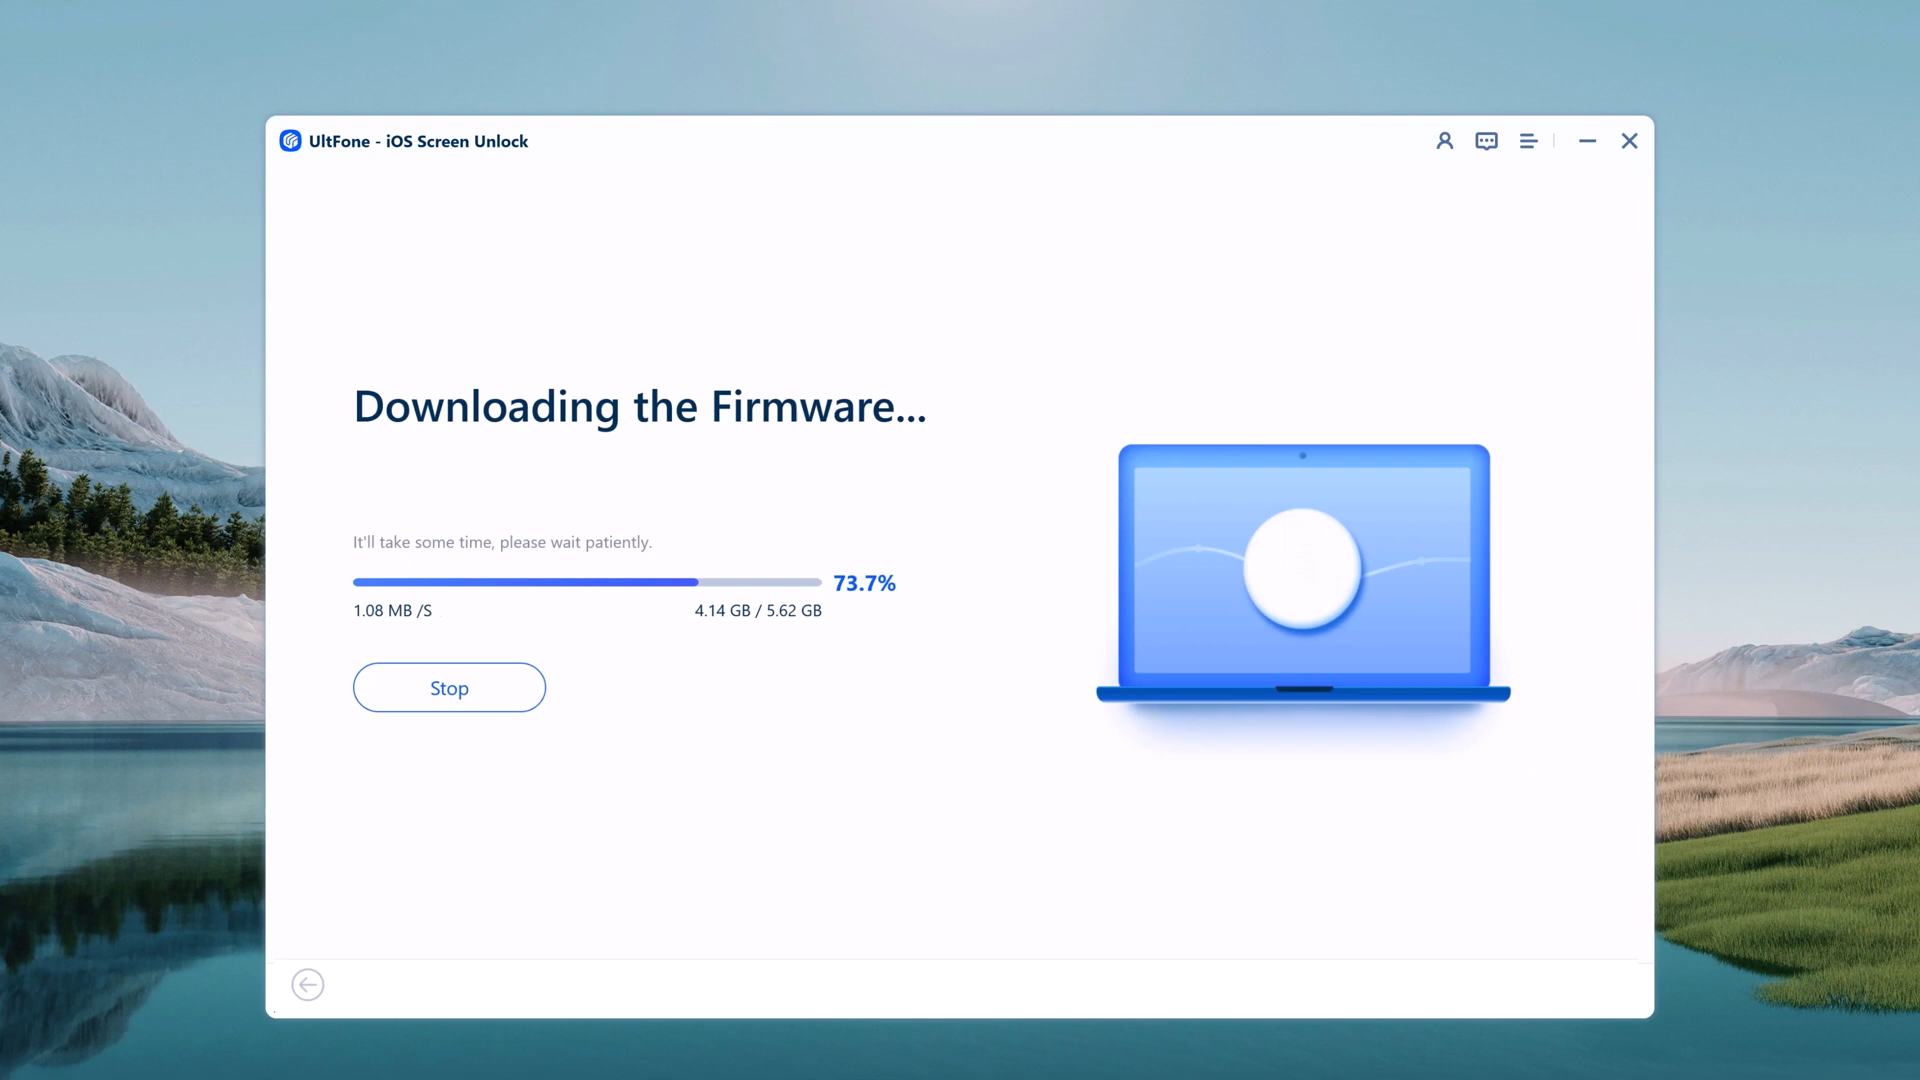 UltFone - iOS Screen Unlock
Downloading the Firmware...
It'll take some time, please wait patiently.
73.7%
1.08 MB /S
4.14 GB / 5.62 GB
Stop